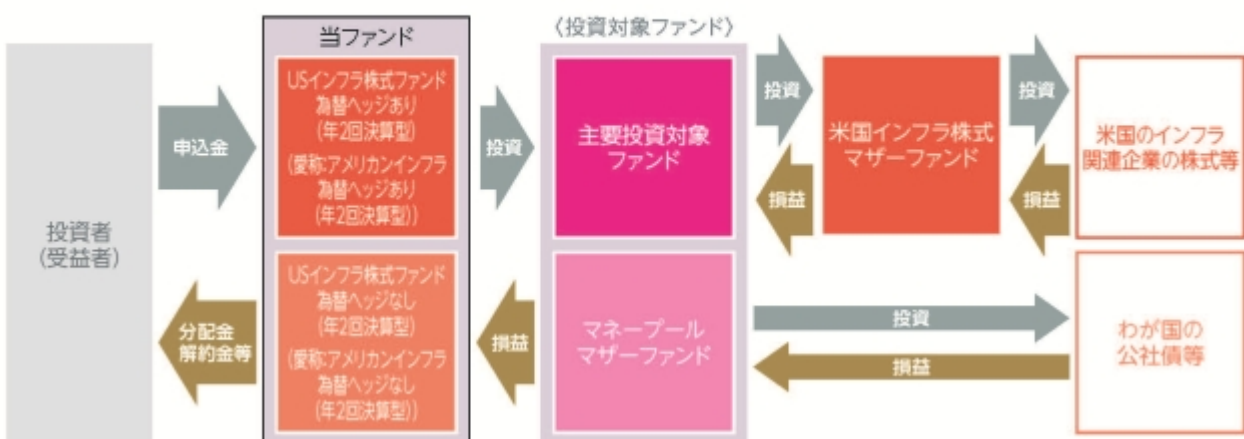 投資者
(受益者)
申込金
分配金
解約金等
当ファンド
USインフラ株式ファンド
為替ヘッジあり
(年2回決算型)
(愛称:アメリカンインフラ
為替ヘッジあり
(年2回決算型))
USインフラ株式ファンド
為替ヘッジなし
(年2回決算型)
(愛称:アメリカンインフラ
為替ヘッジなし
(年2回決算型))
投資
損益
〈投資対象ファンド〉
主要投資対象
ファンド
マネープール
マザーファンド
投資
損益
米国インフラ株式
マザーファンド
投資
損益
米国のインフラ
関連企業の株式等
投資
損益
わが国の
公社債等